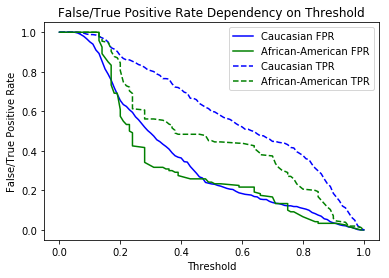 False/True Positive Rate Dependency on Threshold
Caucasian FPR
African-American FPR
Caucasian TPR
African-American TPR
False/True Positive Rate
1.0
0.8
0.6
0.4
0.2
0.0
0.0 0.2 0.4 0.6 0.8 1.0
Threshold